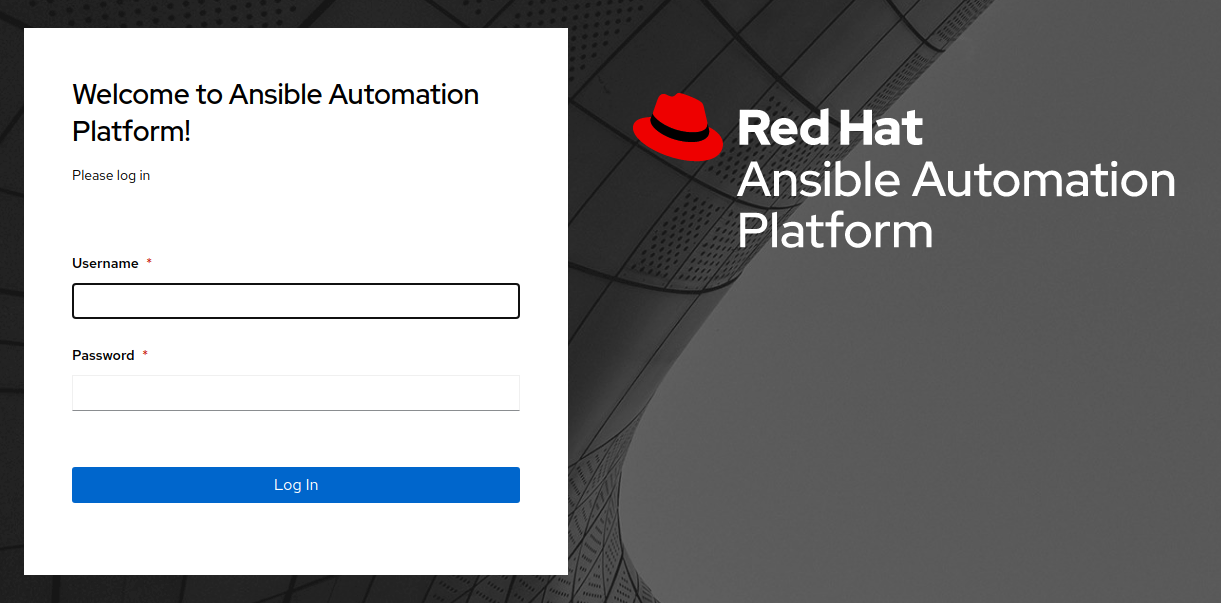 Welcome to Ansible Automation
Platform!
Please log in
Username *
Password *
Log In
Red Hat
Ansible Automation
Platform